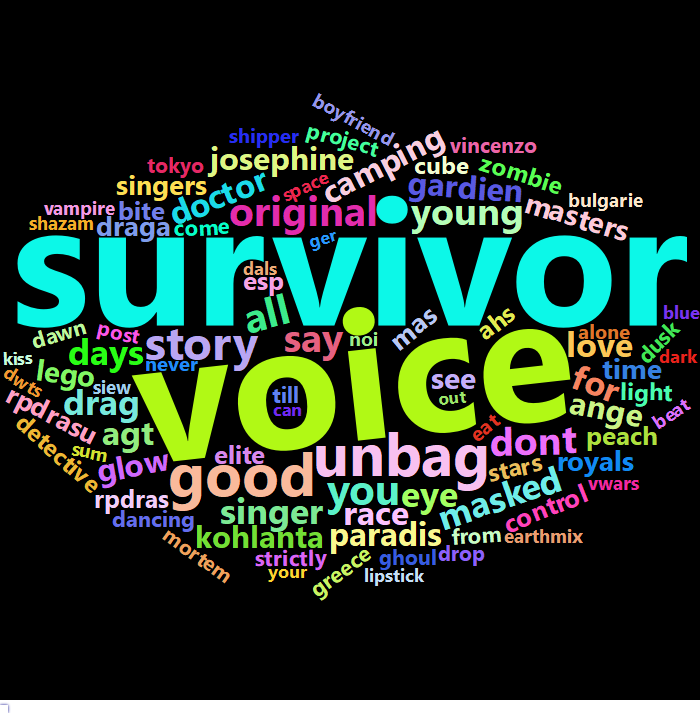 boyfriend
shipper project vincenzo
tokyo josephine camping cube zombie
singers doctor space gardien
vampire bite original young masters bulgarie
shazam draga come ger
survivor
dals
esp
all mas ahs blue
dawn post story say noi alone dusk
kiss days never voice love dark
dwts lego siew till see for time
rpdrasu drag can out light
detective agt eat ange beat
sum glow elite good unbag dont peach
rpdras you eye stars royals
dancing singer race masked control vwars
mortem kohlanta paradis from earthmix
strictly greece ghoul drop
your lipstick